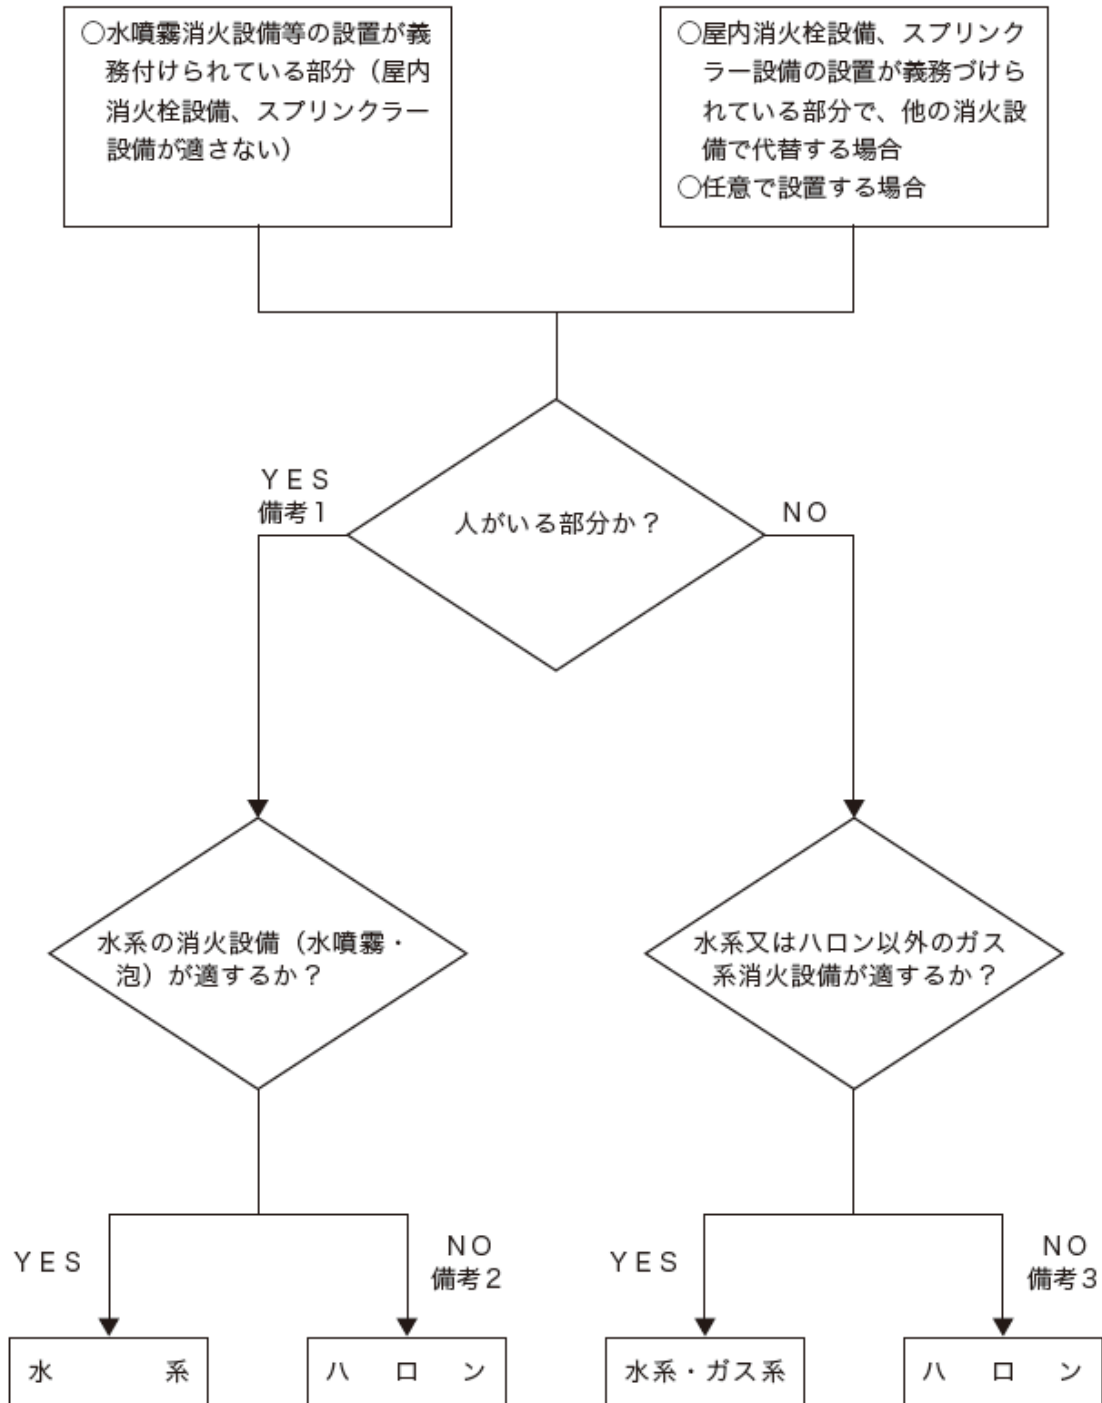 ○水噴霧消火設備等の設置が義
務付けられている部分（屋内
消火栓設備、スプリンクラー
設備が適さない）
○屋内消火栓設備、スプリンク
ラー設備の設置が義務づけら
れている部分で、他の消火設
備で代替する場合
○任意で設置する場合
YES
備考1
人がいる部分か？
NO
水系の消火設備（水噴霧・
泡）が適するか？
水系又はハロン以外のガス
系消火設備が適するか？
YES
NO
備考2
YES
NO
備考3
水系
ハロン
水系・ガス系
ハロン